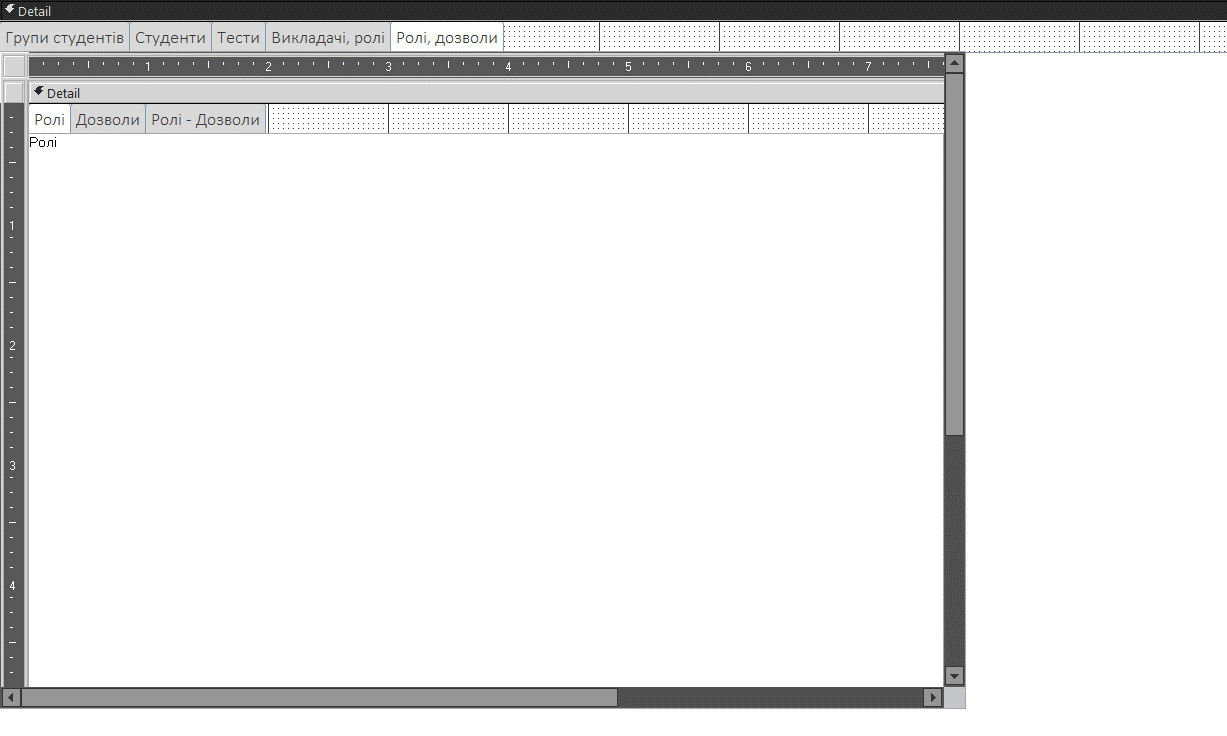 Detail
Групи студентів Студенти Тести Викладачі, ролі Ролі, дозволи
1 2 3 4 5 6 7
Detail
Ролі Дозволи Ролі - Дозволи
Ролі
1
2
3
4